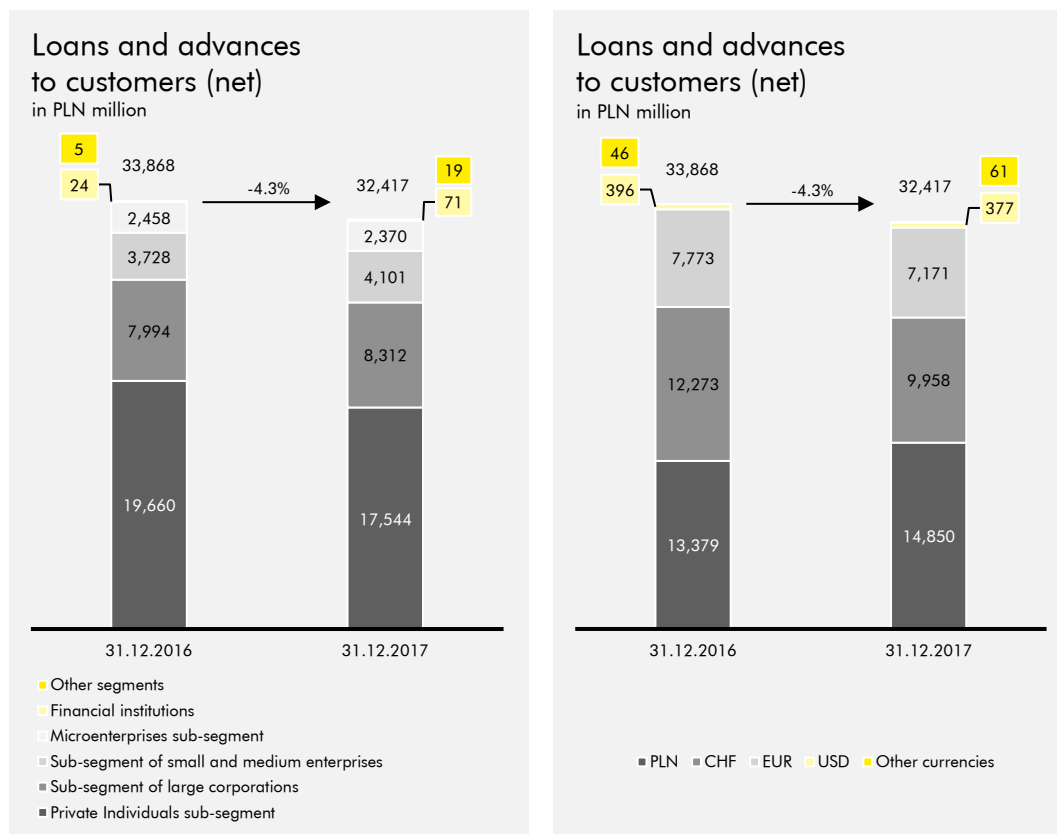 Loans and advances
to customers (net)
in PLN million
5
33,868
24
-4.3%
19
32,417
71
2,458
2,370
3,728
4,101
7,994
8,312
19,660
17,544
31.12.2016
31.12.2017
Other segments
Financial institutions
Microenterprises sub-segment
Sub-segment of small and medium enterprises
Sub-segment of large corporations
Private Individuals sub-segment
Loans and advances
to customers (net)
in PLN million
46
33,868
396
-4.3%
61
32,417
377
7,773
7,171
12,273
9,958
13,379
14,850
31.12.2016
31.12.2017
PLN CHF EUR USD Other currencies